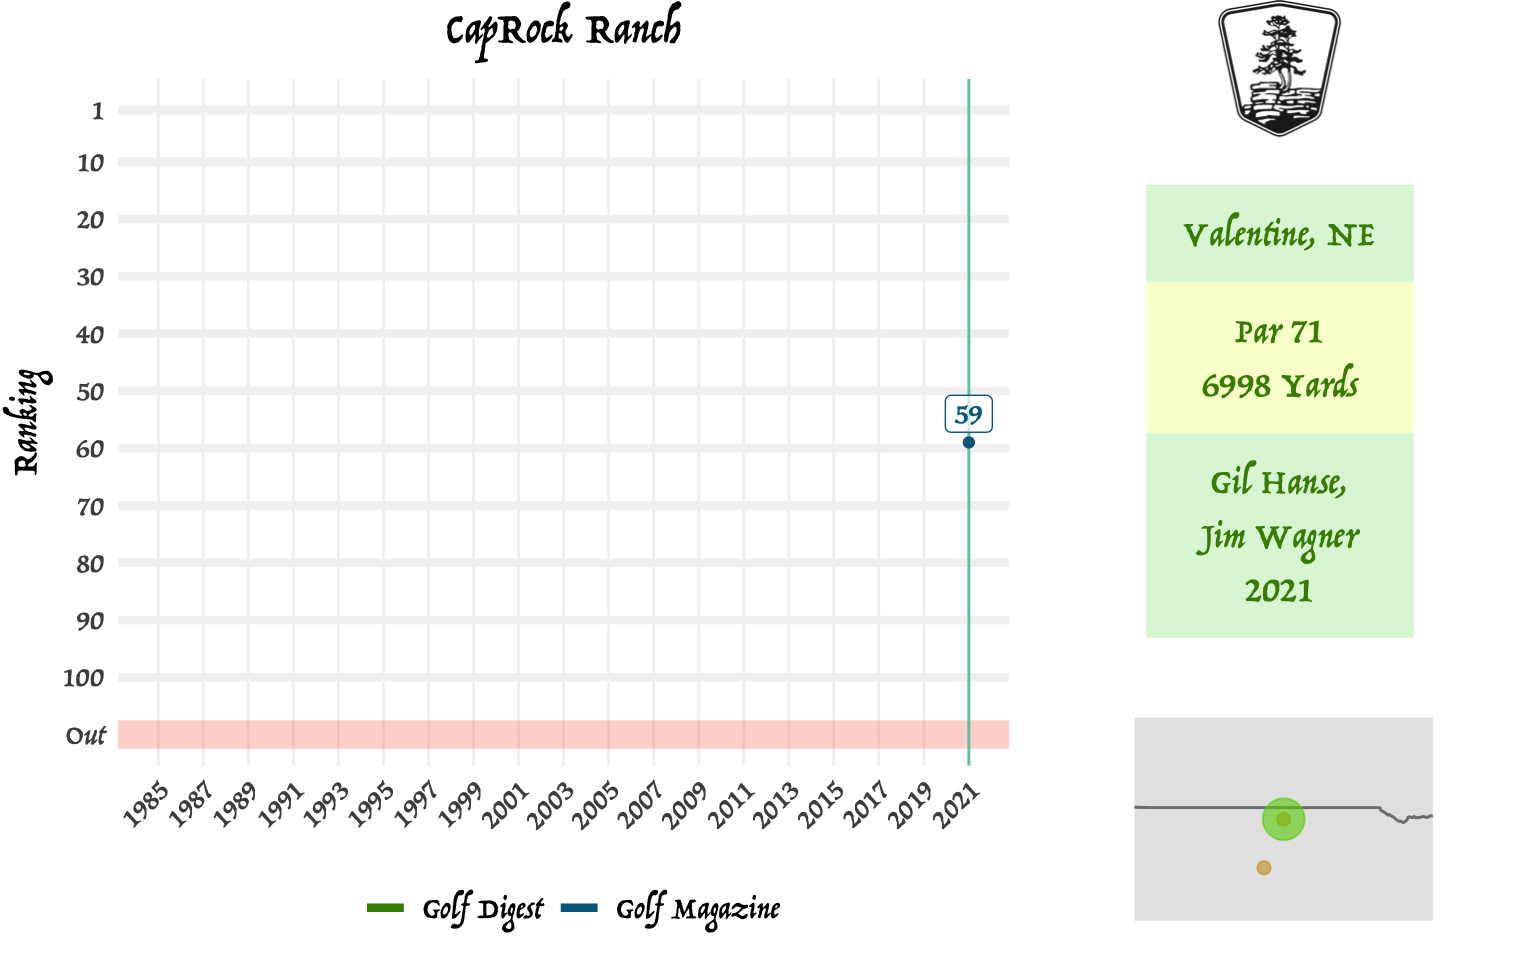 CapRock Ranch
Ranking
1
10
20
30
40
50
60
70
80
90
100
Out
59
1985 1987 1989 1991 1993 1995 1997 1999 2001 2003 2005 2007 2009 2011 2013 2015 2017 2019 2021
Golf Digest Golf Magazine
Valentine, NE
Par 71
6998 Yards
Gil Hanse,
Jim Wagner
2021